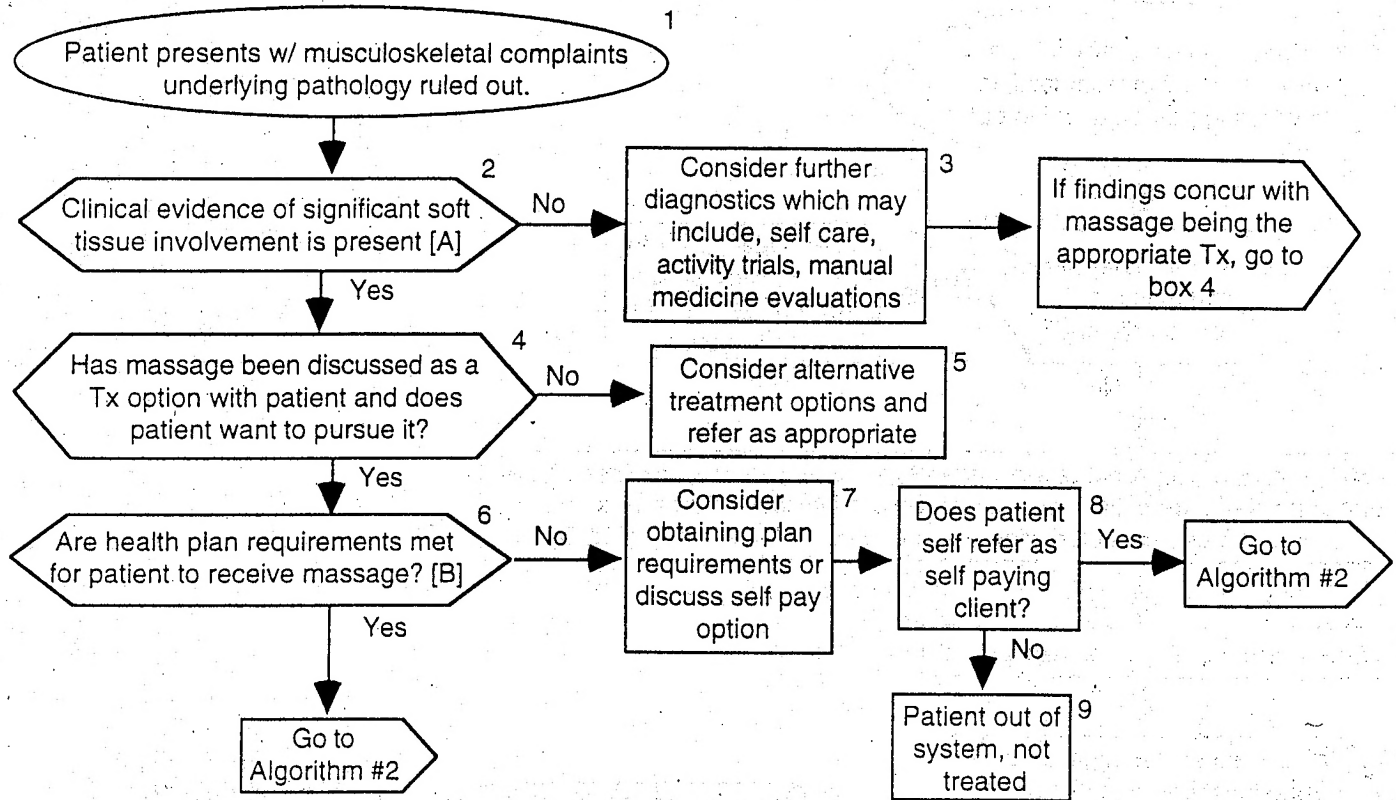 1
Patient presents w/ musculoskeletal complaints
underlying pathology ruled out.
2
Clinical evidence of significant soft
tissue involvement is present [A]
No
Yes
3
Consider further
diagnostics which may
include, self care,
activity trials, manual
medicine evaluations
If findings concur with
massage being the
appropriate Tx, go to
box 4
4
Has massage been discussed as a
Tx option with patient and does
patient want to pursue it?
No
Yes
5
Consider alternative
treatment options and
refer as appropriate
6
Are health plan requirements met
for patient to receive massage? [B]
No
Yes
7
Consider
obtaining plan
requirements or
discuss self pay
option
8
Does patient
self refer as
self paying
client?
Yes
No
Go to
Algorithm #2
9
Patient out of
system, not
treated
Go to
Algorithm #2